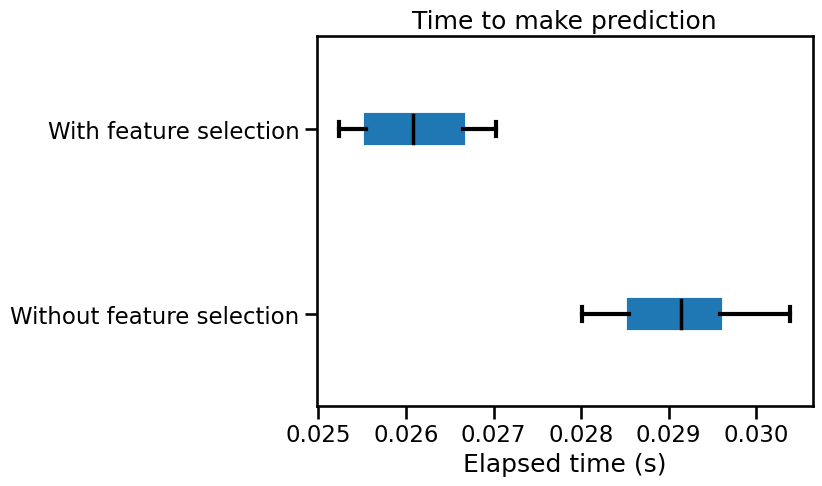 Time to make prediction
With feature selection
Without feature selection
0.025 0.026 0.027 0.028 0.029 0.030
Elapsed time (s)